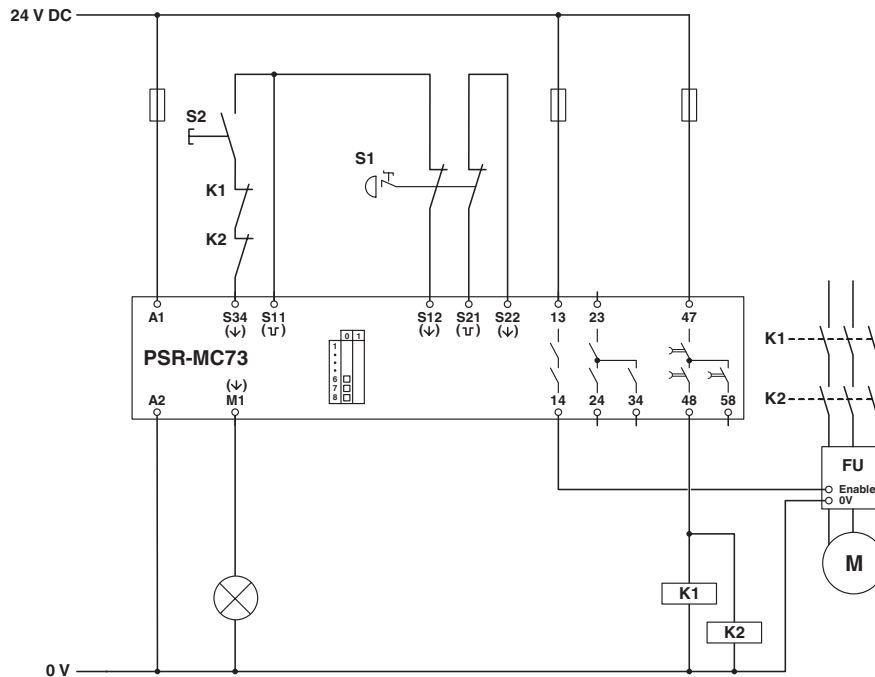 24 V DC
S2
S1
K1
K2
A1 S34 S11 S12 S21 S22 13 23 47
(↓) (ЪГ) (↓) (ЪГ) (↓)
0 1
1
PSR-MC73
6
7
8
(↓)
A2 M1 14 24 34 48 58
K1
K2
FU
Enable
0V
M
K1
K2
0 V